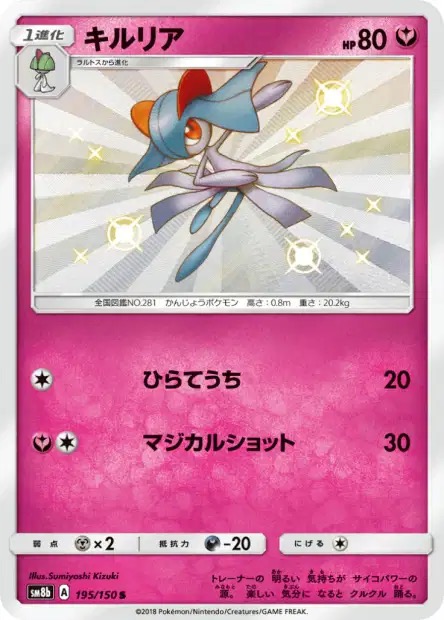 1進化
キルリア
HP80
ラルトスから進化
全国図鑑NO.281 かんじょうポケモン 高さ:0.8m 重さ:20.2kg
ひらてうち 20
マジカルショット 30
弱点 ×2 抵抗力 -20 にげる
Illus.Sumiyoshi Kizuki
SM8b A 195/150 S
トレーナーの 明るい 気持ちが サイコパワーの
源。 楽しい 気分に なると クルクル 踊る。
©2018 Pokémon/Nintendo/Creatures/GAME FREAK.